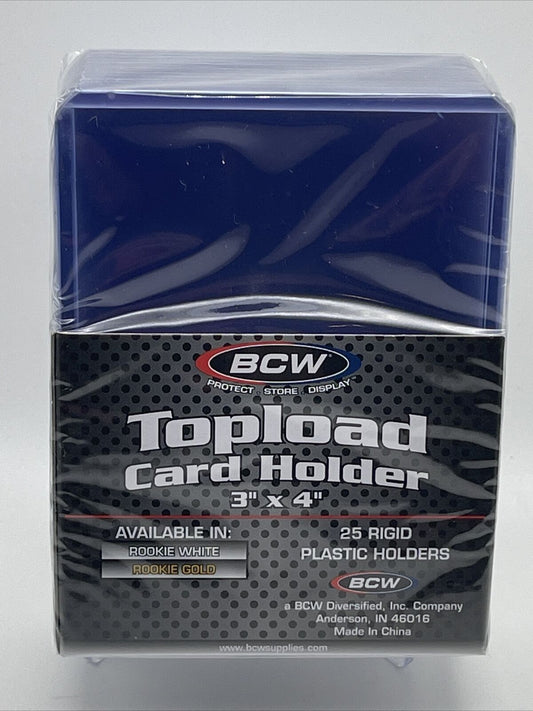 BCW
PROTECT . STORE . DISPLAY
Topload
Card Holder
3" x 4"
AVAILABLE IN:
ROOKIE WHITE
ROOKIE GOLD
25 RIGID
PLASTIC HOLDERS
BCW
a BCW Diversified, Inc. Company
Anderson, IN 46016
Made In China
www.bcwsupplies.com